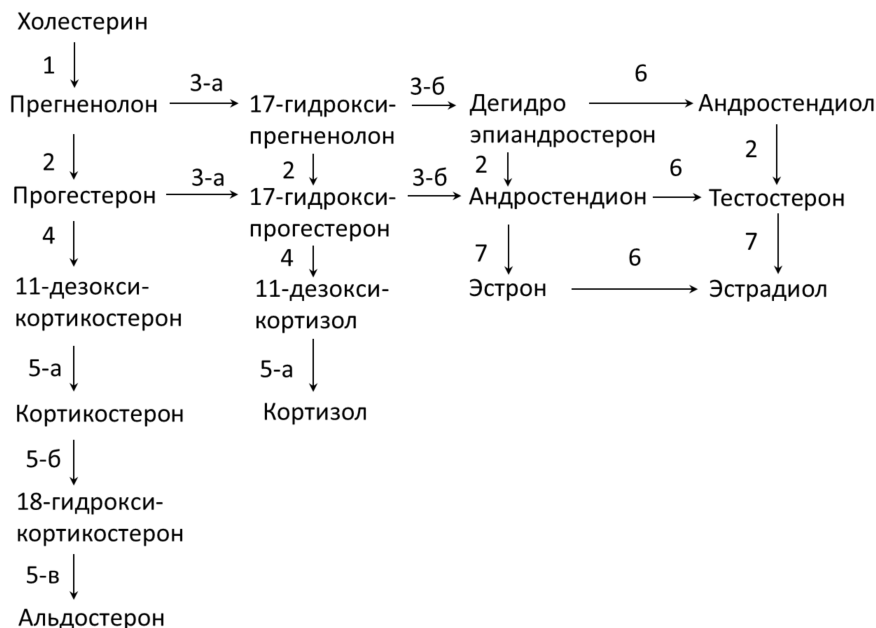 Холестерин
1
3-а
3-б
6
Прегненолон
17-гидрокси-
прегненолон
Дегидро
эпиандростерон
Андростендиол
2
2
2
2
3-а
3-б
6
Прогестерон
17-гидрокси-
прогестерон
Андростендион
Тестостерон
4
4
7
6
7
11-дезокси-
кортикостерон
11-дезокси-
кортизол
Эстрон
Эстрадиол
5-а
5-а
Кортикостерон
Кортизол
5-б
18-гидрокси-
кортикостерон
5-в
Альдостерон